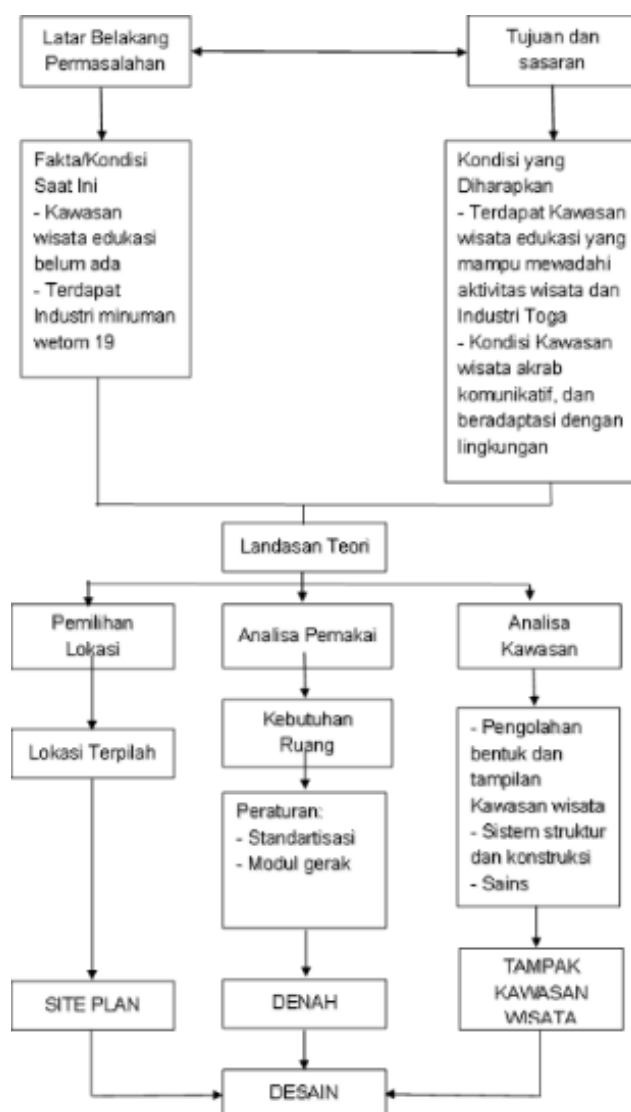 Latar Belakang
Permasalahan
Tujuan dan
sasaran
Fakta/Kondisi
Saat Ini
- Kawasan
wisata edukasi
belum ada
- Terdapat
Industri minuman
wetom 19
Kondisi yang
Diharapkan
- Terdapat Kawasan
wisata edukasi yang
mampu mewadahi
aktivitas wisata dan
Industri Toga
- Kondisi Kawasan
wisata akrab
komunikatif, dan
beradaptasi dengan
lingkungan
Landasan Teori
Pemilihan
Lokasi
Analisa Pemakai
Analisa
Kawasan
Lokasi Terpilah
Kebutuhan
Ruang
- Pengolahan
bentuk dan
tampilan
Kawasan wisata
- Sistem struktur
dan konstruksi
- Sains
Peraturan:
- Standartisasi
- Modul gerak
SITE PLAN
DENAH
TAMPAK
KAWASAN
WISATA
DESAIN